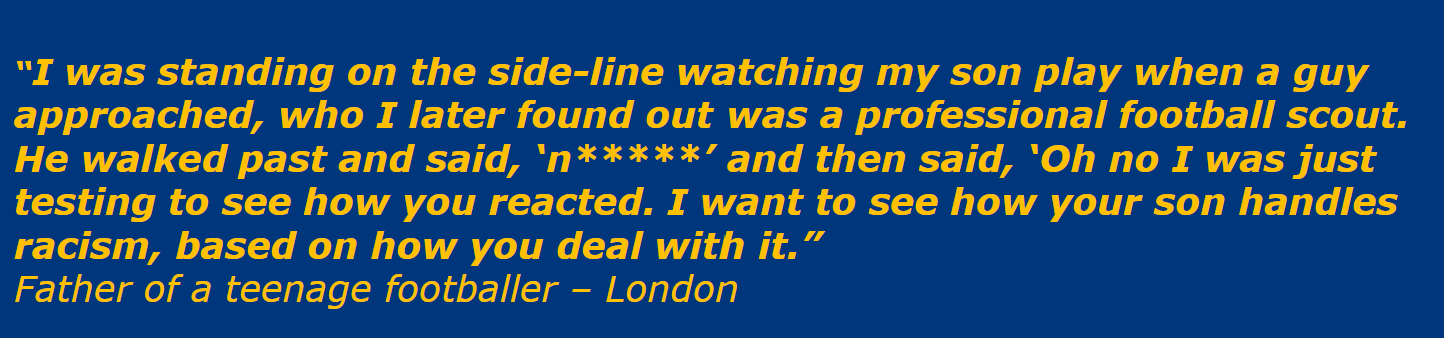 “I was standing on the side-line watching my son play when a guy
approached, who I later found out was a professional football scout.
He walked past and said, ‘n*****’ and then said, ‘Oh no I was just
testing to see how you reacted. I want to see how your son handles
racism, based on how you deal with it.”
Father of a teenage footballer – London